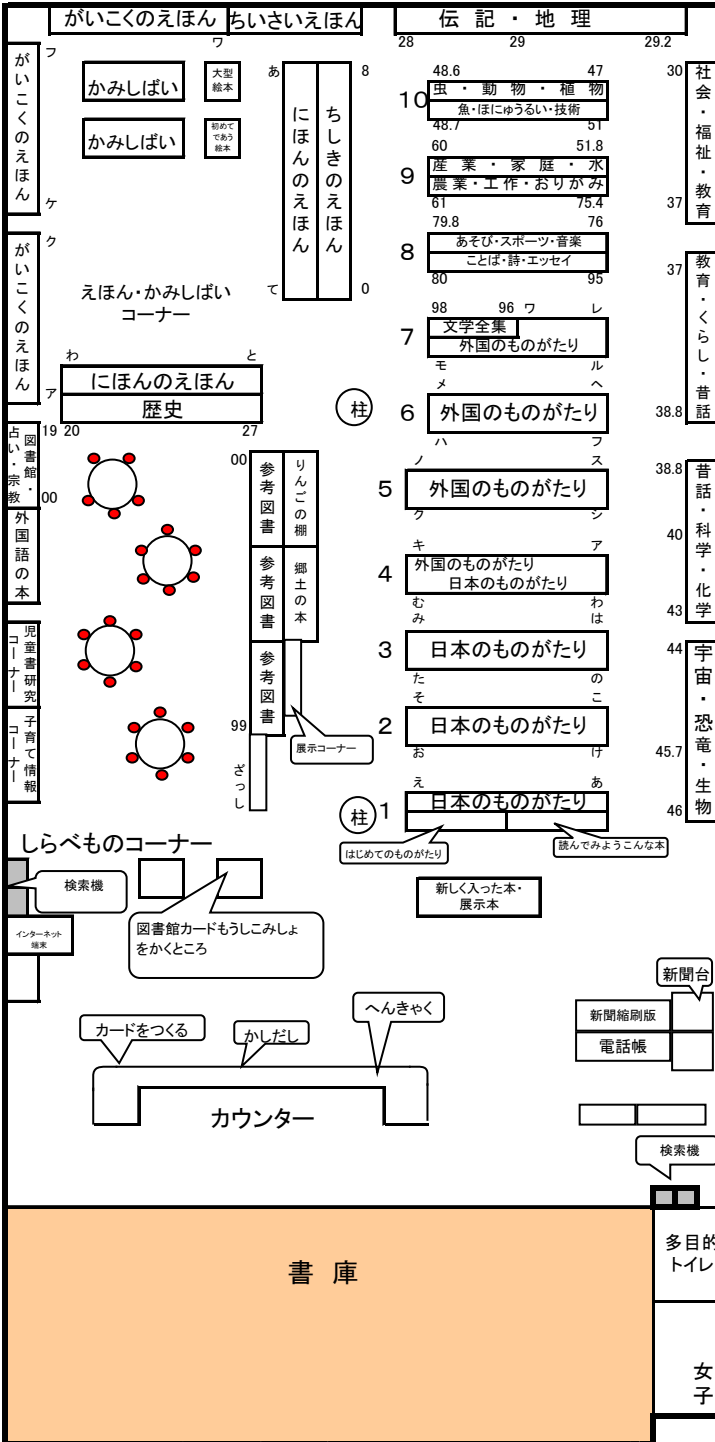 がいこくのえほん
ちいさいえほん
伝記・地理
フ
ワ
28
29
29.2
がいこくのえほん
ケ
かみしばい
大型
絵本
かみしばい
初めて
であう
絵本
あ
にほんのえほん
て
8
ちしきのえほん
0
ク
がいこくのえほん
ア
えほん・かみしばい
コーナー
わ
と
にほんのえほん
歴史
20
27
19
図書館・
占い・宗教
00
外国語の本
児童書研究
コーナー
子育て情報
コーナー
00
参考図書
りんごの棚
参考図書
郷土の本
参考図書
99
展示コーナー
ざっし
48.6
47
10
虫・動物・植物
魚・ほにゅうるい・技術
48.7
51
60
51.8
9
産業・家庭・水
農業・工作・おりがみ
61
75.4
79.8
76
8
あそび・スポーツ・音楽
ことば・詩・エッセイ
80
95
98
96
ワ
レ
7
文学全集
外国のものがたり
モ
ル
メ
ヘ
柱
6
外国のものがたり
ハ
フ
ノ
ス
5
外国のものがたり
ク
シ
キ
ア
4
外国のものがたり
日本のものがたり
む
わ
み
は
3
日本のものがたり
た
の
そ
こ
2
日本のものがたり
お
け
え
あ
柱
1
日本のものがたり
はじめてのものがたり
読んでみようこんな本
新しく入った本・
展示本
30
社会・福祉・教育
37
37
教育・くらし・昔話
38.8
38.8
昔話・科学・化学
40
43
44
宇宙・恐竜・生物
45.7
46
しらべものコーナー
検索機
インターネット
端末
図書館カードもうしこみしょ
をかくところ
カードをつくる
かしだし
へんきゃく
カウンター
新聞台
新聞縮刷版
電話帳
検索機
書庫
多目的
トイレ
女
子